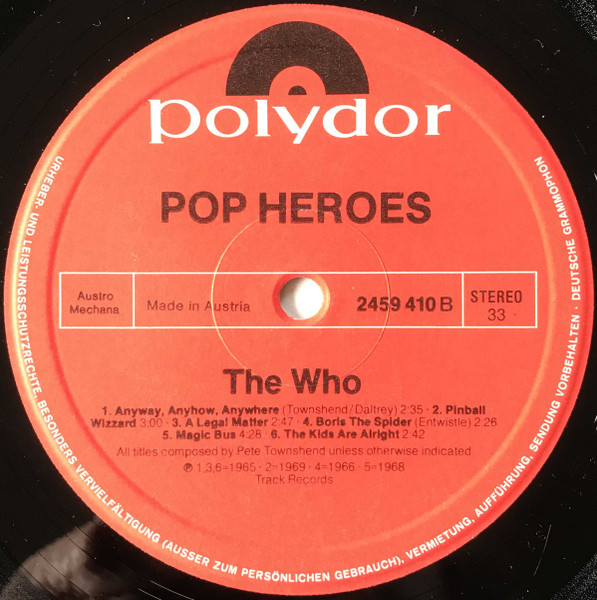 polydor
POP HEROES
Austro
Mechana
Made in Austria
2459 410 B
STEREO
33
The Who
1. Anyway, Anyhow, Anywhere (Townshend/Daltrey) 2:35 · 2. Pinball
Wizzard 3.00 · 3. A Legal Matter 2:47 · 4. Boris The Spider (Entwistle) 2:26
5. Magic Bus 4:28 · 6. The Kids Are Alright 2:42
All titles composed by Pete Townshend unless otherwise indicated
℗ 1,3,6=1965 · 2=1969 · 4=1966 · 5=1968
Track Records
URHEBER- UND LEISTUNGSSCHUTZRECHTE, BESONDERS VERVIELFÄLTIGUNG (AUSSER ZUM PERSÖNLICHEN GEBRAUCH), VERMIETUNG, AUFFÜHRUNG, SENDUNG VORBEHALTEN · DEUTSCHE GRAMMOPHON